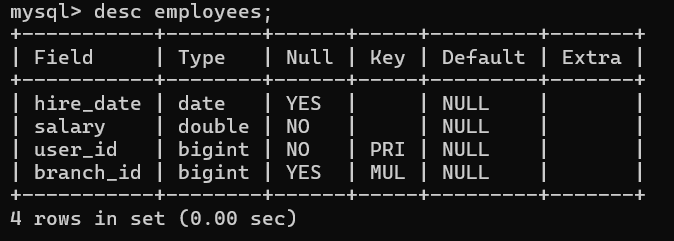 mysql> desc employees;
+-----------+--------+------+-----+---------+-------+
| Field     | Type   | Null | Key | Default | Extra |
+-----------+--------+------+-----+---------+-------+
| hire_date | date   | YES  |     | NULL    |       |
| salary    | double | NO   |     | NULL    |       |
| user_id   | bigint | NO   | PRI | NULL    |       |
| branch_id | bigint | YES  | MUL | NULL    |       |
+-----------+--------+------+-----+---------+-------+
4 rows in set (0.00 sec)